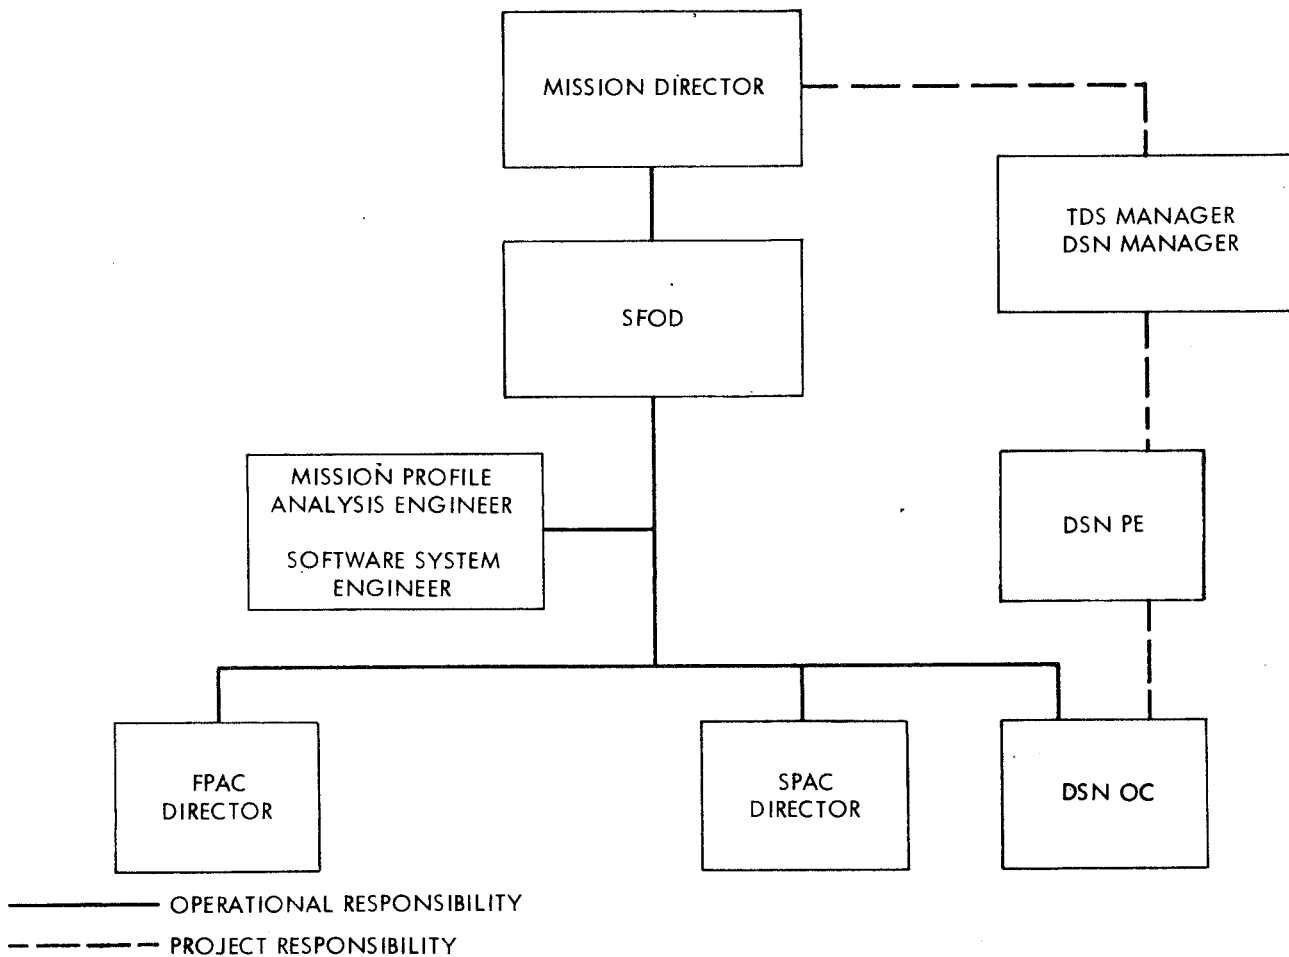 MISSION DIRECTOR
TDS MANAGER
DSN MANAGER
SFOD
MISSION PROFILE
ANALYSIS ENGINEER
SOFTWARE SYSTEM
ENGINEER
DSN PE
FPAC
DIRECTOR
SPAC
DIRECTOR
DSN OC
OPERATIONAL RESPONSIBILITY
PROJECT RESPONSIBILITY